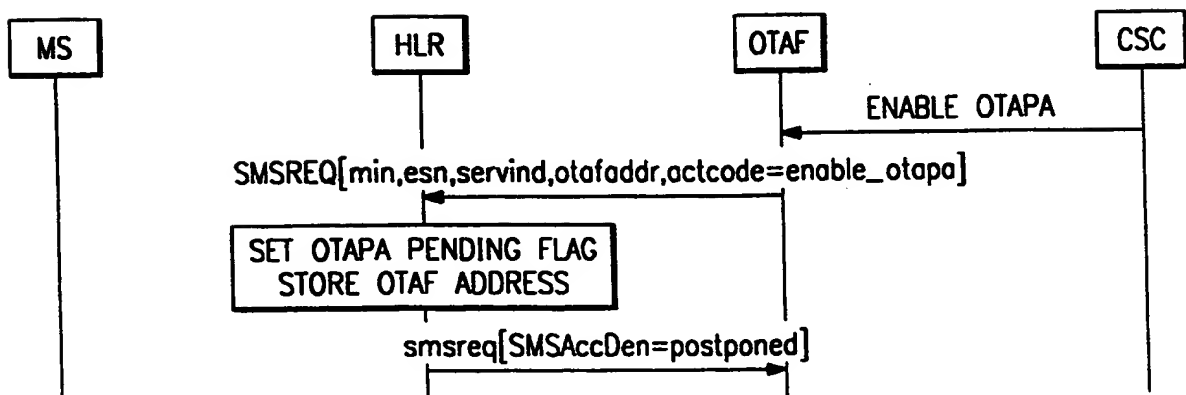 MS
HLR
OTAF
CSC
ENABLE OTAPA
SMSREQ[min,esn,servind,otafaddr,actcode=enable_otapa]
SET OTAPA PENDING FLAG
STORE OTAF ADDRESS
smsreq[SMSAccDen=postponed]